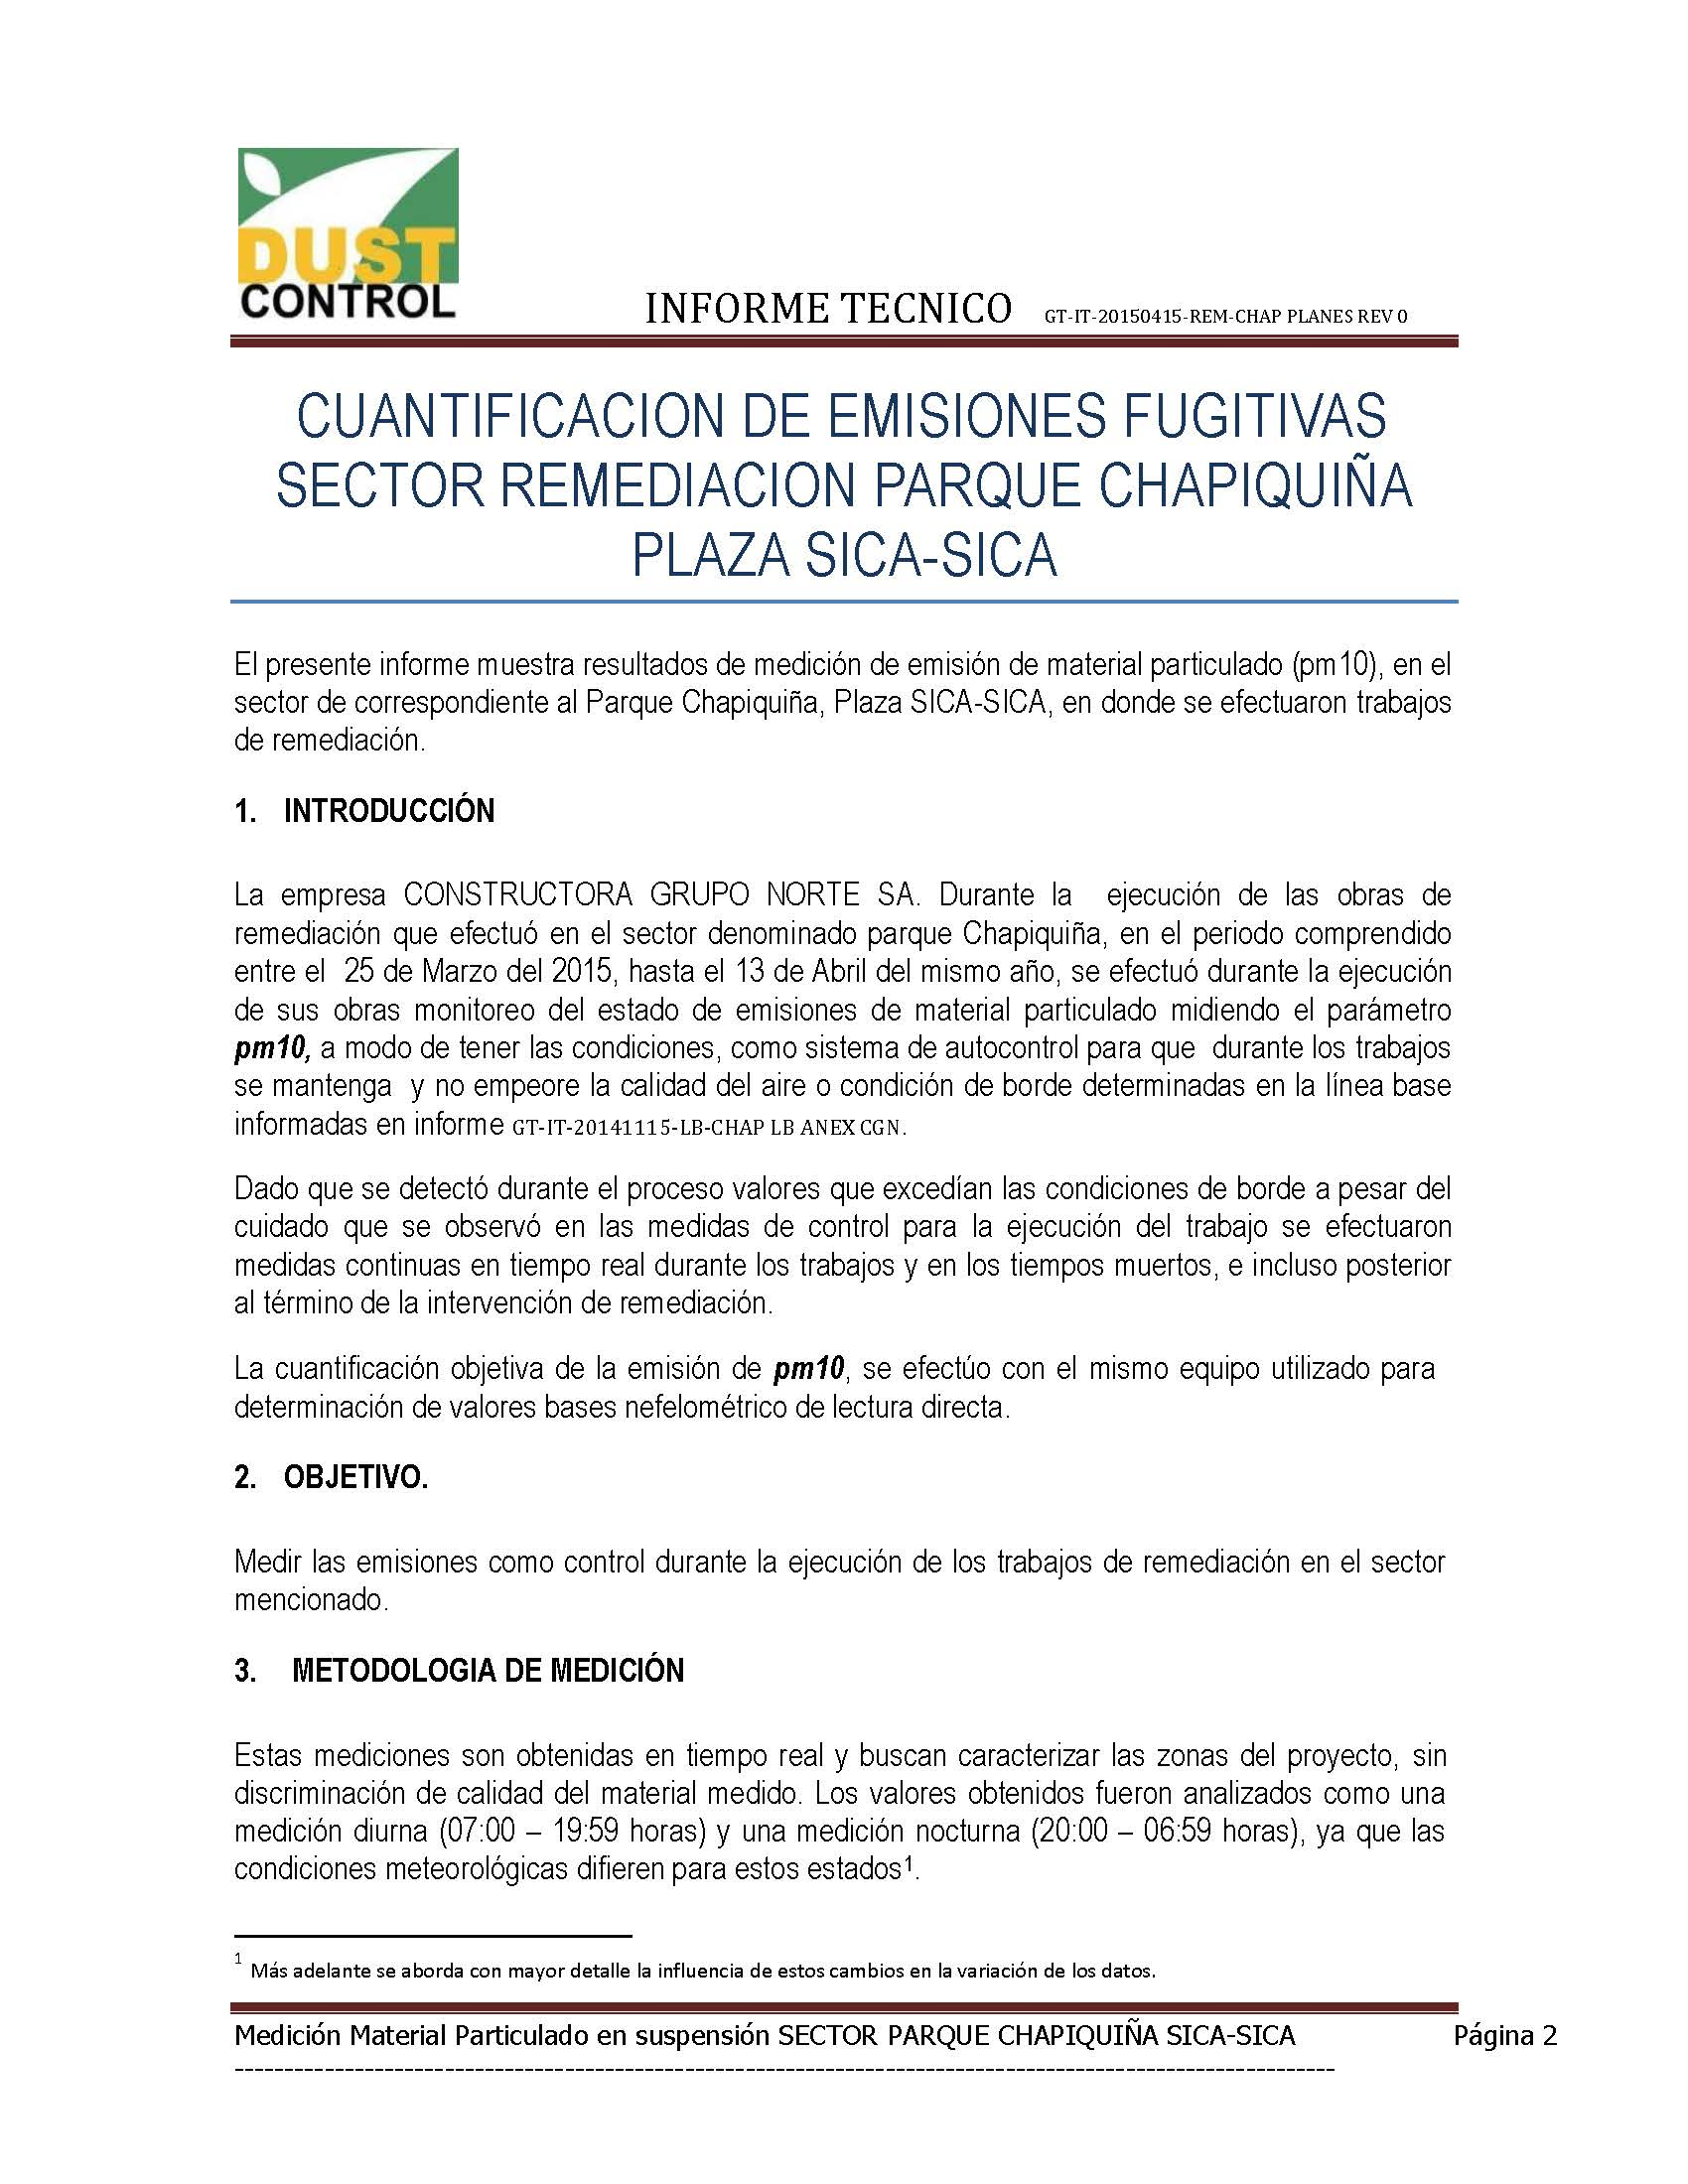 DUST
CONTROL
INFORME TECNICO GT-IT-20150415-REM-CHAP PLANES REV 0
CUANTIFICACION DE EMISIONES FUGITIVAS
SECTOR REMEDIACION PARQUE CHAPIQUIÑA
PLAZA SICA-SICA
El presente informe muestra resultados de medición de emisión de material particulado (pm10), en el
sector de correspondiente al Parque Chapiquiña, Plaza SICA-SICA, en donde se efectuaron trabajos
de remediación.
1. INTRODUCCIÓN
La empresa CONSTRUCTORA GRUPO NORTE SA. Durante la ejecución de las obras de
remediación que efectuó en el sector denominado parque Chapiquiña, en el periodo comprendido
entre el 25 de Marzo del 2015, hasta el 13 de Abril del mismo año, se efectuó durante la ejecución
de sus obras monitoreo del estado de emisiones de material particulado midiendo el parámetro
pm10, a modo de tener las condiciones, como sistema de autocontrol para que durante los trabajos
se mantenga y no empeore la calidad del aire o condición de borde determinadas en la línea base
informadas en informe GT-IT-20141115-LB-CHAP LB ANEX CGN.
Dado que se detectó durante el proceso valores que excedían las condiciones de borde a pesar del
cuidado que se observó en las medidas de control para la ejecución del trabajo se efectuaron
medidas continuas en tiempo real durante los trabajos y en los tiempos muertos, e incluso posterior
al término de la intervención de remediación.
La cuantificación objetiva de la emisión de pm10, se efectúo con el mismo equipo utilizado para
determinación de valores bases nefelométrico de lectura directa.
2. OBJETIVO.
Medir las emisiones como control durante la ejecución de los trabajos de remediación en el sector
mencionado.
3. METODOLOGIA DE MEDICIÓN
Estas mediciones son obtenidas en tiempo real y buscan caracterizar las zonas del proyecto, sin
discriminación de calidad del material medido. Los valores obtenidos fueron analizados como una
medición diurna (07:00 – 19:59 horas) y una medición nocturna (20:00 – 06:59 horas), ya que las
condiciones meteorológicas difieren para estos estados1.
1 Más adelante se aborda con mayor detalle la influencia de estos cambios en la variación de los datos.
Medición Material Particulado en suspensión SECTOR PARQUE CHAPIQUIÑA SICA-SICA Página 2
--------------------------------------------------------------------------------------------------------------